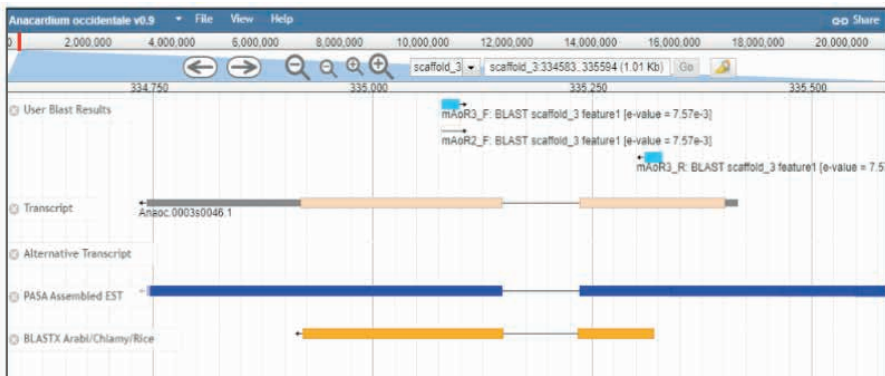 Anacardium occidentale v0.9 File View Help Share
0 2,000,000 4,000,000 6,000,000 8,000,000 10,000,000 12,000,000 14,000,000 16,000,000 18,000,000 20,000,000
scaffold_3 scaffold_3:334583..335594 (1.01 Kb) Go
334,750 335,000 335,250 335,500
User Blast Results
mAoR3_F: BLAST scaffold_3 feature1 [e-value = 7.57e-3]
mAoR2_F: BLAST scaffold_3 feature1 [e-value = 7.57e-3]
mAoR3_R: BLAST scaffold_3 feature1 [e-value = 7.5
Transcript
Anaoc.0003s0046.1
Alternative Transcript
PASA Assembled EST
BLASTX Arabi/Chlamy/Rice